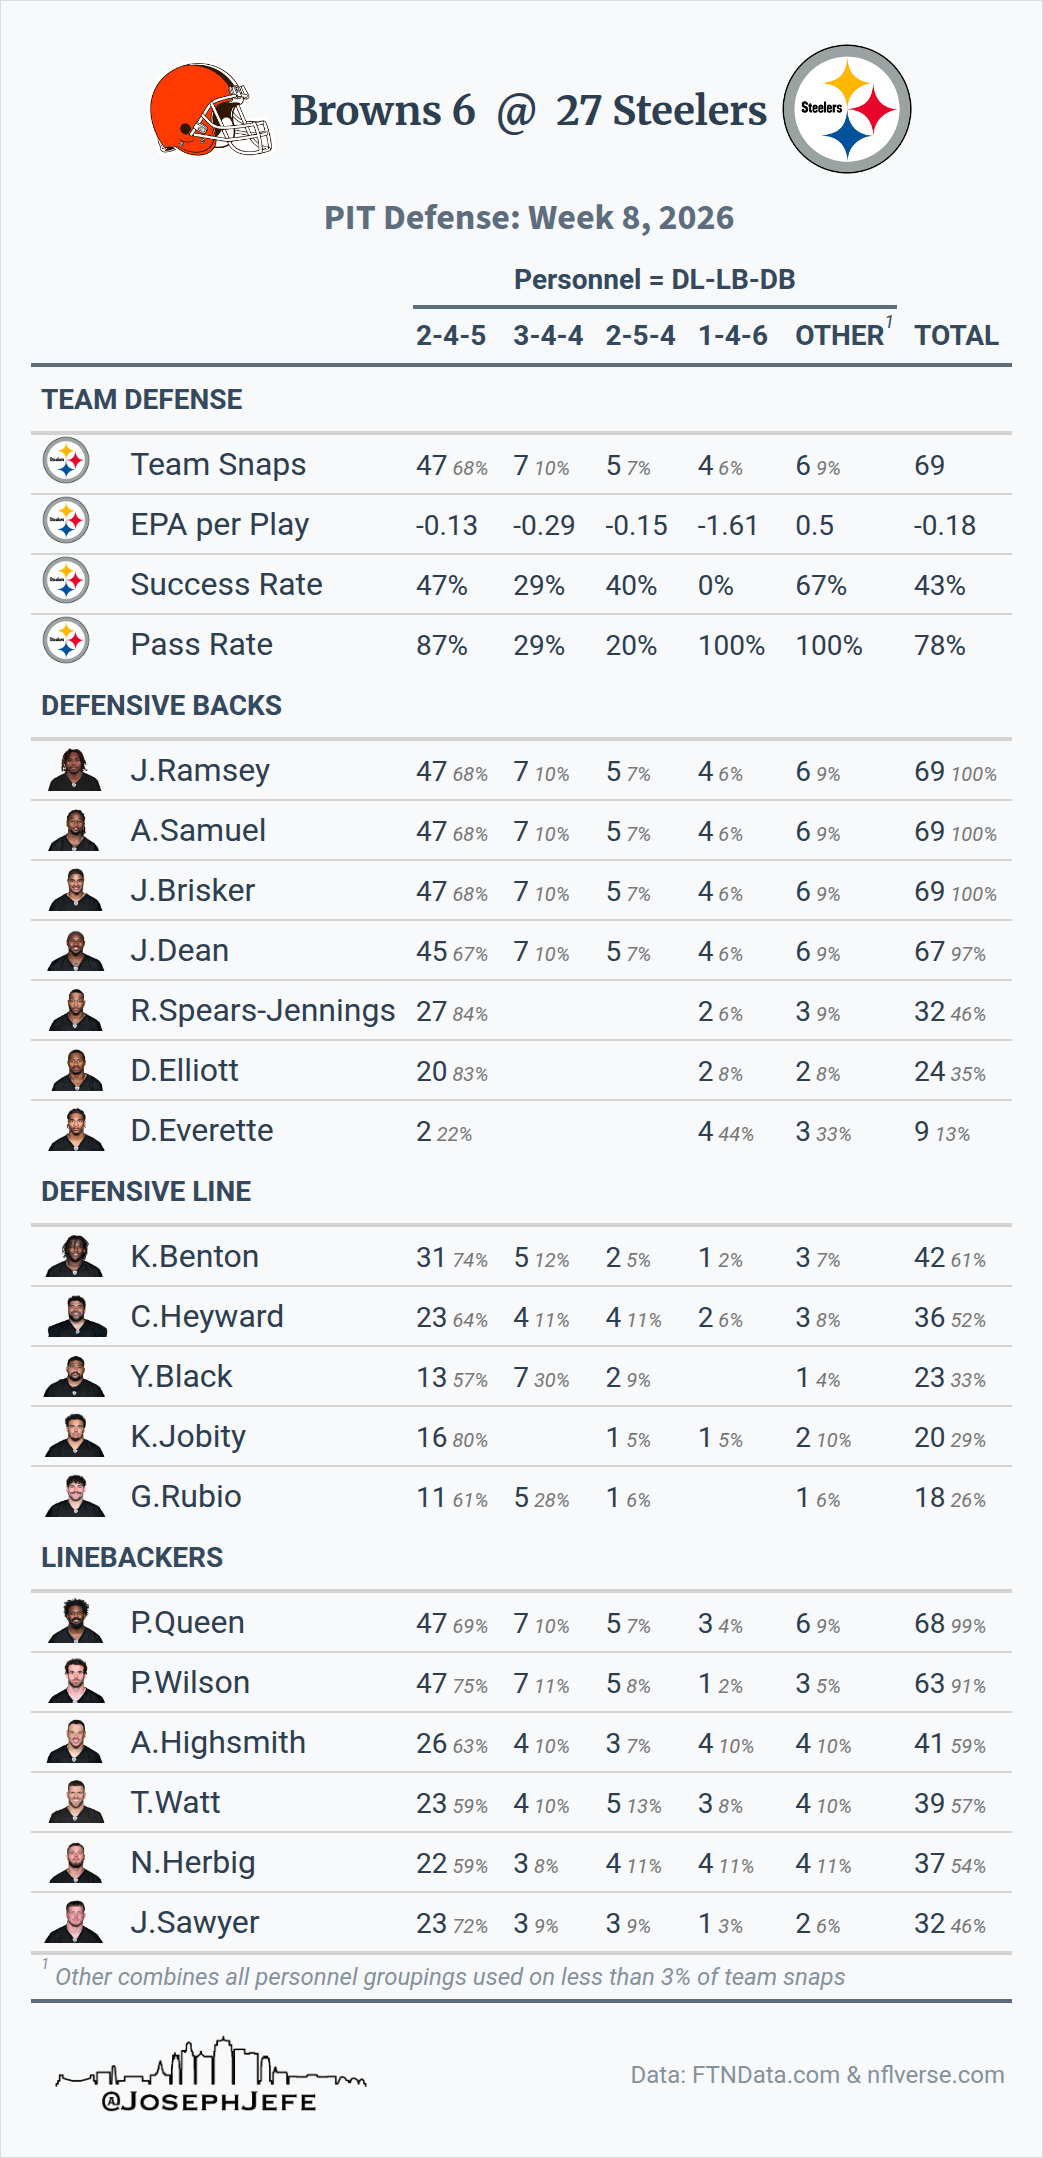 Browns 6 @ 27 Steelers
Steelers
PIT Defense: Week 8, 2026
Personnel = DL-LB-DB
2-4-5 3-4-4 2-5-4 1-4-6 OTHER1 TOTAL
TEAM DEFENSE
Team Snaps 47 68% 7 10% 5 7% 4 6% 6 9% 69
EPA per Play -0.13 -0.29 -0.15 -1.61 0.5 -0.18
Success Rate 47% 29% 40% 0% 67% 43%
Pass Rate 87% 29% 20% 100% 100% 78%
DEFENSIVE BACKS
J.Ramsey 47 68% 7 10% 5 7% 4 6% 6 9% 69 100%
A.Samuel 47 68% 7 10% 5 7% 4 6% 6 9% 69 100%
J.Brisker 47 68% 7 10% 5 7% 4 6% 6 9% 69 100%
J.Dean 45 67% 7 10% 5 7% 4 6% 6 9% 67 97%
R.Spears-Jennings 27 84% 2 6% 3 9% 32 46%
D.Elliott 20 83% 2 8% 2 8% 24 35%
D.Everette 2 22% 4 44% 3 33% 9 13%
DEFENSIVE LINE
K.Benton 31 74% 5 12% 2 5% 1 2% 3 7% 42 61%
C.Heyward 23 64% 4 11% 4 11% 2 6% 3 8% 36 52%
Y.Black 13 57% 7 30% 2 9% 1 4% 23 33%
K.Jobity 16 80% 1 5% 1 5% 2 10% 20 29%
G.Rubio 11 61% 5 28% 1 6% 1 6% 18 26%
LINEBACKERS
P.Queen 47 69% 7 10% 5 7% 3 4% 6 9% 68 99%
P.Wilson 47 75% 7 11% 5 8% 1 2% 3 5% 63 91%
A.Highsmith 26 63% 4 10% 3 7% 4 10% 4 10% 41 59%
T.Watt 23 59% 4 10% 5 13% 3 8% 4 10% 39 57%
N.Herbig 22 59% 3 8% 4 11% 4 11% 4 11% 37 54%
J.Sawyer 23 72% 3 9% 3 9% 1 3% 2 6% 32 46%
1 Other combines all personnel groupings used on less than 3% of team snaps
@JOSEPHJEFE
Data: FTNData.com & nflverse.com